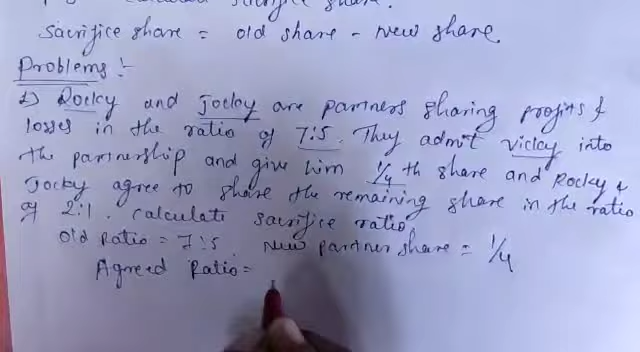 sacrifice share.
Sacrifice share = old share - New share.
Problems :-
1) Rocky and Jocky are partners sharing profits &
losses in the ratio of 7:5. They admit vicky into
the partnership and give him 1/4 th share and Rocky &
Jocky agree to share the remaining share in the ratio
of 2:1. Calculate sacrifice ratio.
Old Ratio = 7:5 New partner share = 1/4
Agreed Ratio =